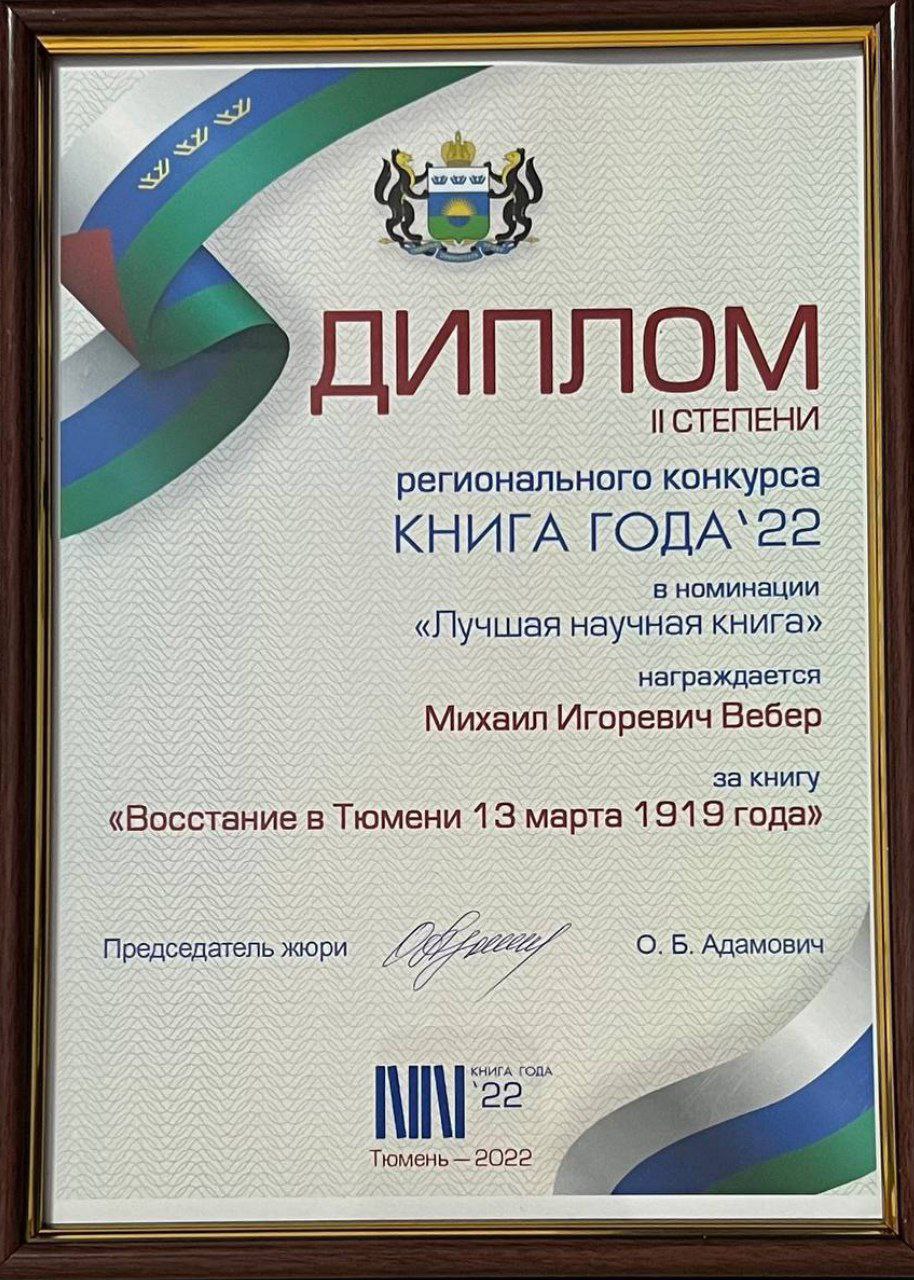 ДИПЛОМ
II СТЕПЕНИ
регионального конкурса
КНИГА ГОДА`22
в номинации
«Лучшая научная книга»
награждается
Михаил Игоревич Вебер
за книгу
«Восстание в Тюмени 13 марта 1919 года»
Председатель жюри
О. Б. Адамович
КНИГА ГОДА
`22
Тюмень — 2022